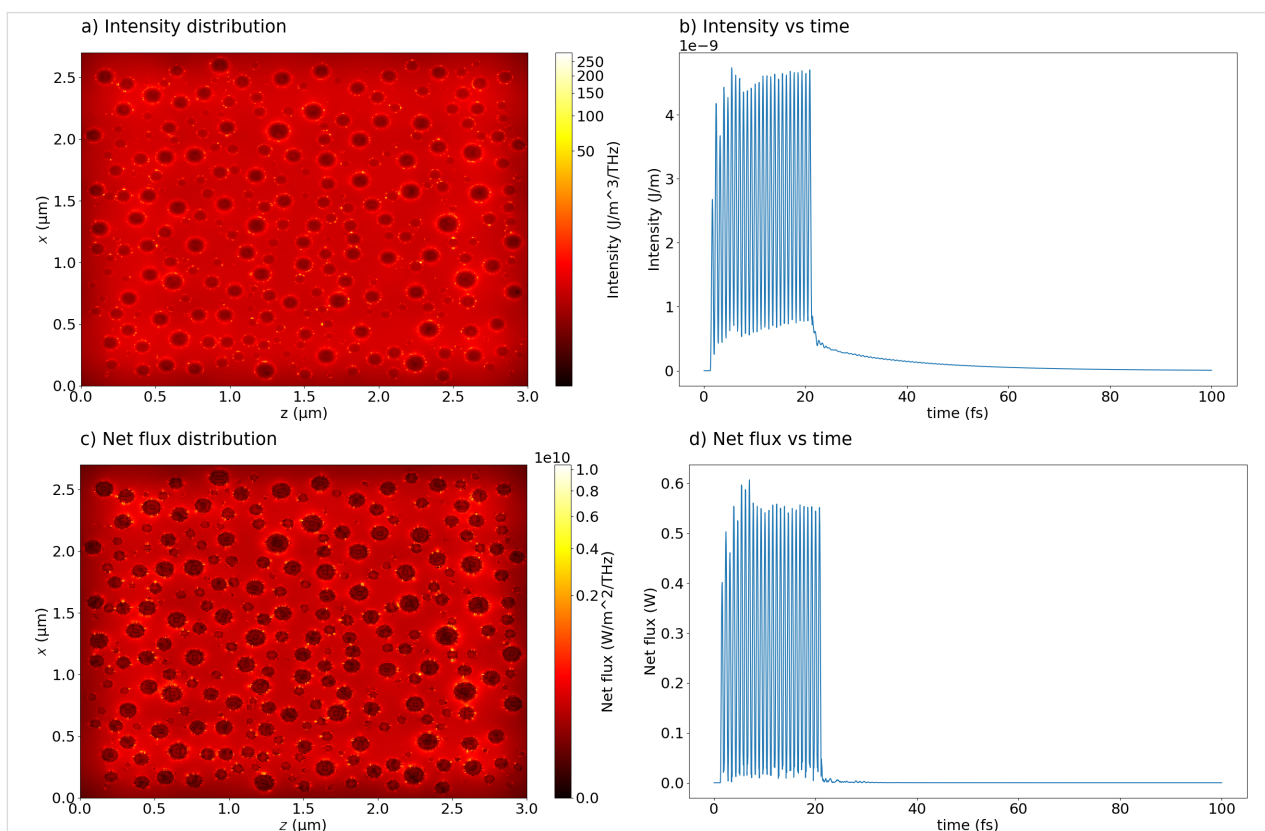 a) Intensity distribution
2.5
2.0
1.5
1.0
0.5
0.0
x (μm)
0.0 0.5 1.0 1.5 2.0 2.5 3.0
z (μm)
250
200
150
100
50
Intensity (J/m^3/THz)
b) Intensity vs time
1e−9
4
3
2
1
0
Intensity (J/m)
0 20 40 60 80 100
time (fs)
c) Net flux distribution
2.5
2.0
1.5
1.0
0.5
0.0
x (μm)
0.0 0.5 1.0 1.5 2.0 2.5 3.0
z (μm)
1e10
1.0
0.8
0.6
0.4
0.2
0.0
Net flux (W/m^2/THz)
d) Net flux vs time
0.6
0.5
0.4
0.3
0.2
0.1
0.0
Net flux (W)
0 20 40 60 80 100
time (fs)